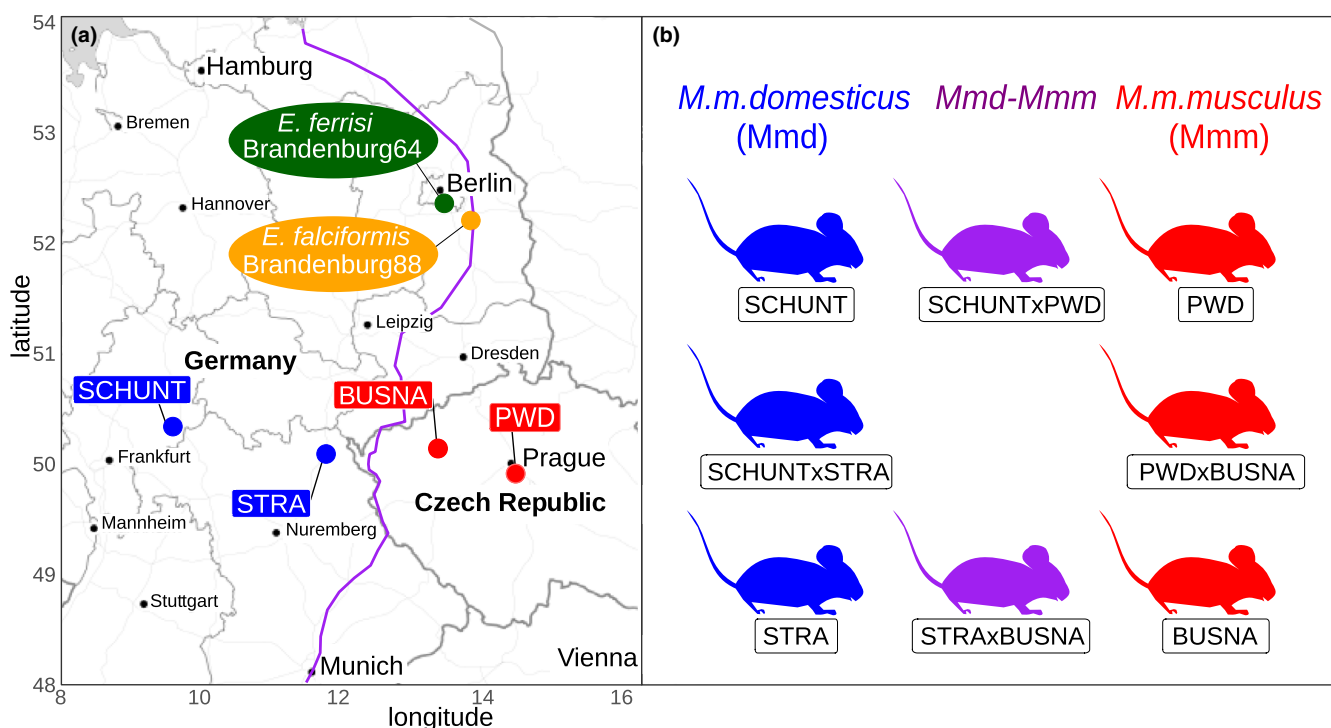 (a)
54
53
52
51
50
49
48
latitude
8
10
12
14
16
longitude
Hamburg
Bremen
E. ferrisi
Brandenburg64
Berlin
Hannover
E. falciformis
Brandenburg88
Leipzig
Dresden
Germany
SCHUNT
BUSNA
PWD
Frankfurt
Prague
STRA
Czech Republic
Mannheim
Nuremberg
Stuttgart
Munich
Vienna
(b)
M.m.domesticus
(Mmd)
Mmd-Mmm
M.m.musculus
(Mmm)
SCHUNT
SCHUNTxPWD
PWD
SCHUNTxSTRA
PWDxBUSNA
STRA
STRAxBUSNA
BUSNA